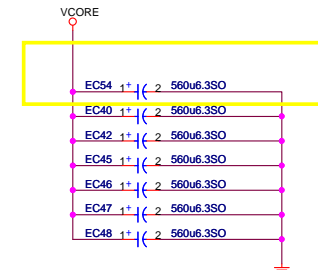 VCORE
EC54 1 + 2 560u6.3SO
EC40 1 + 2 560u6.3SO
EC42 1 + 2 560u6.3SO
EC45 1 + 2 560u6.3SO
EC46 1 + 2 560u6.3SO
EC47 1 + 2 560u6.3SO
EC48 1 + 2 560u6.3SO